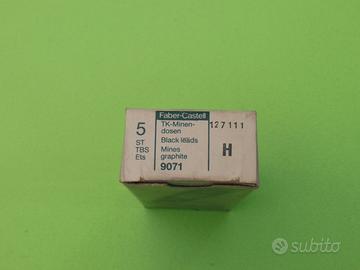 Faber-Castell
5
ST
TBS
Ets
TK-Minen-
dosen
Black leads
Mines
graphite
9071
127111
H
subito